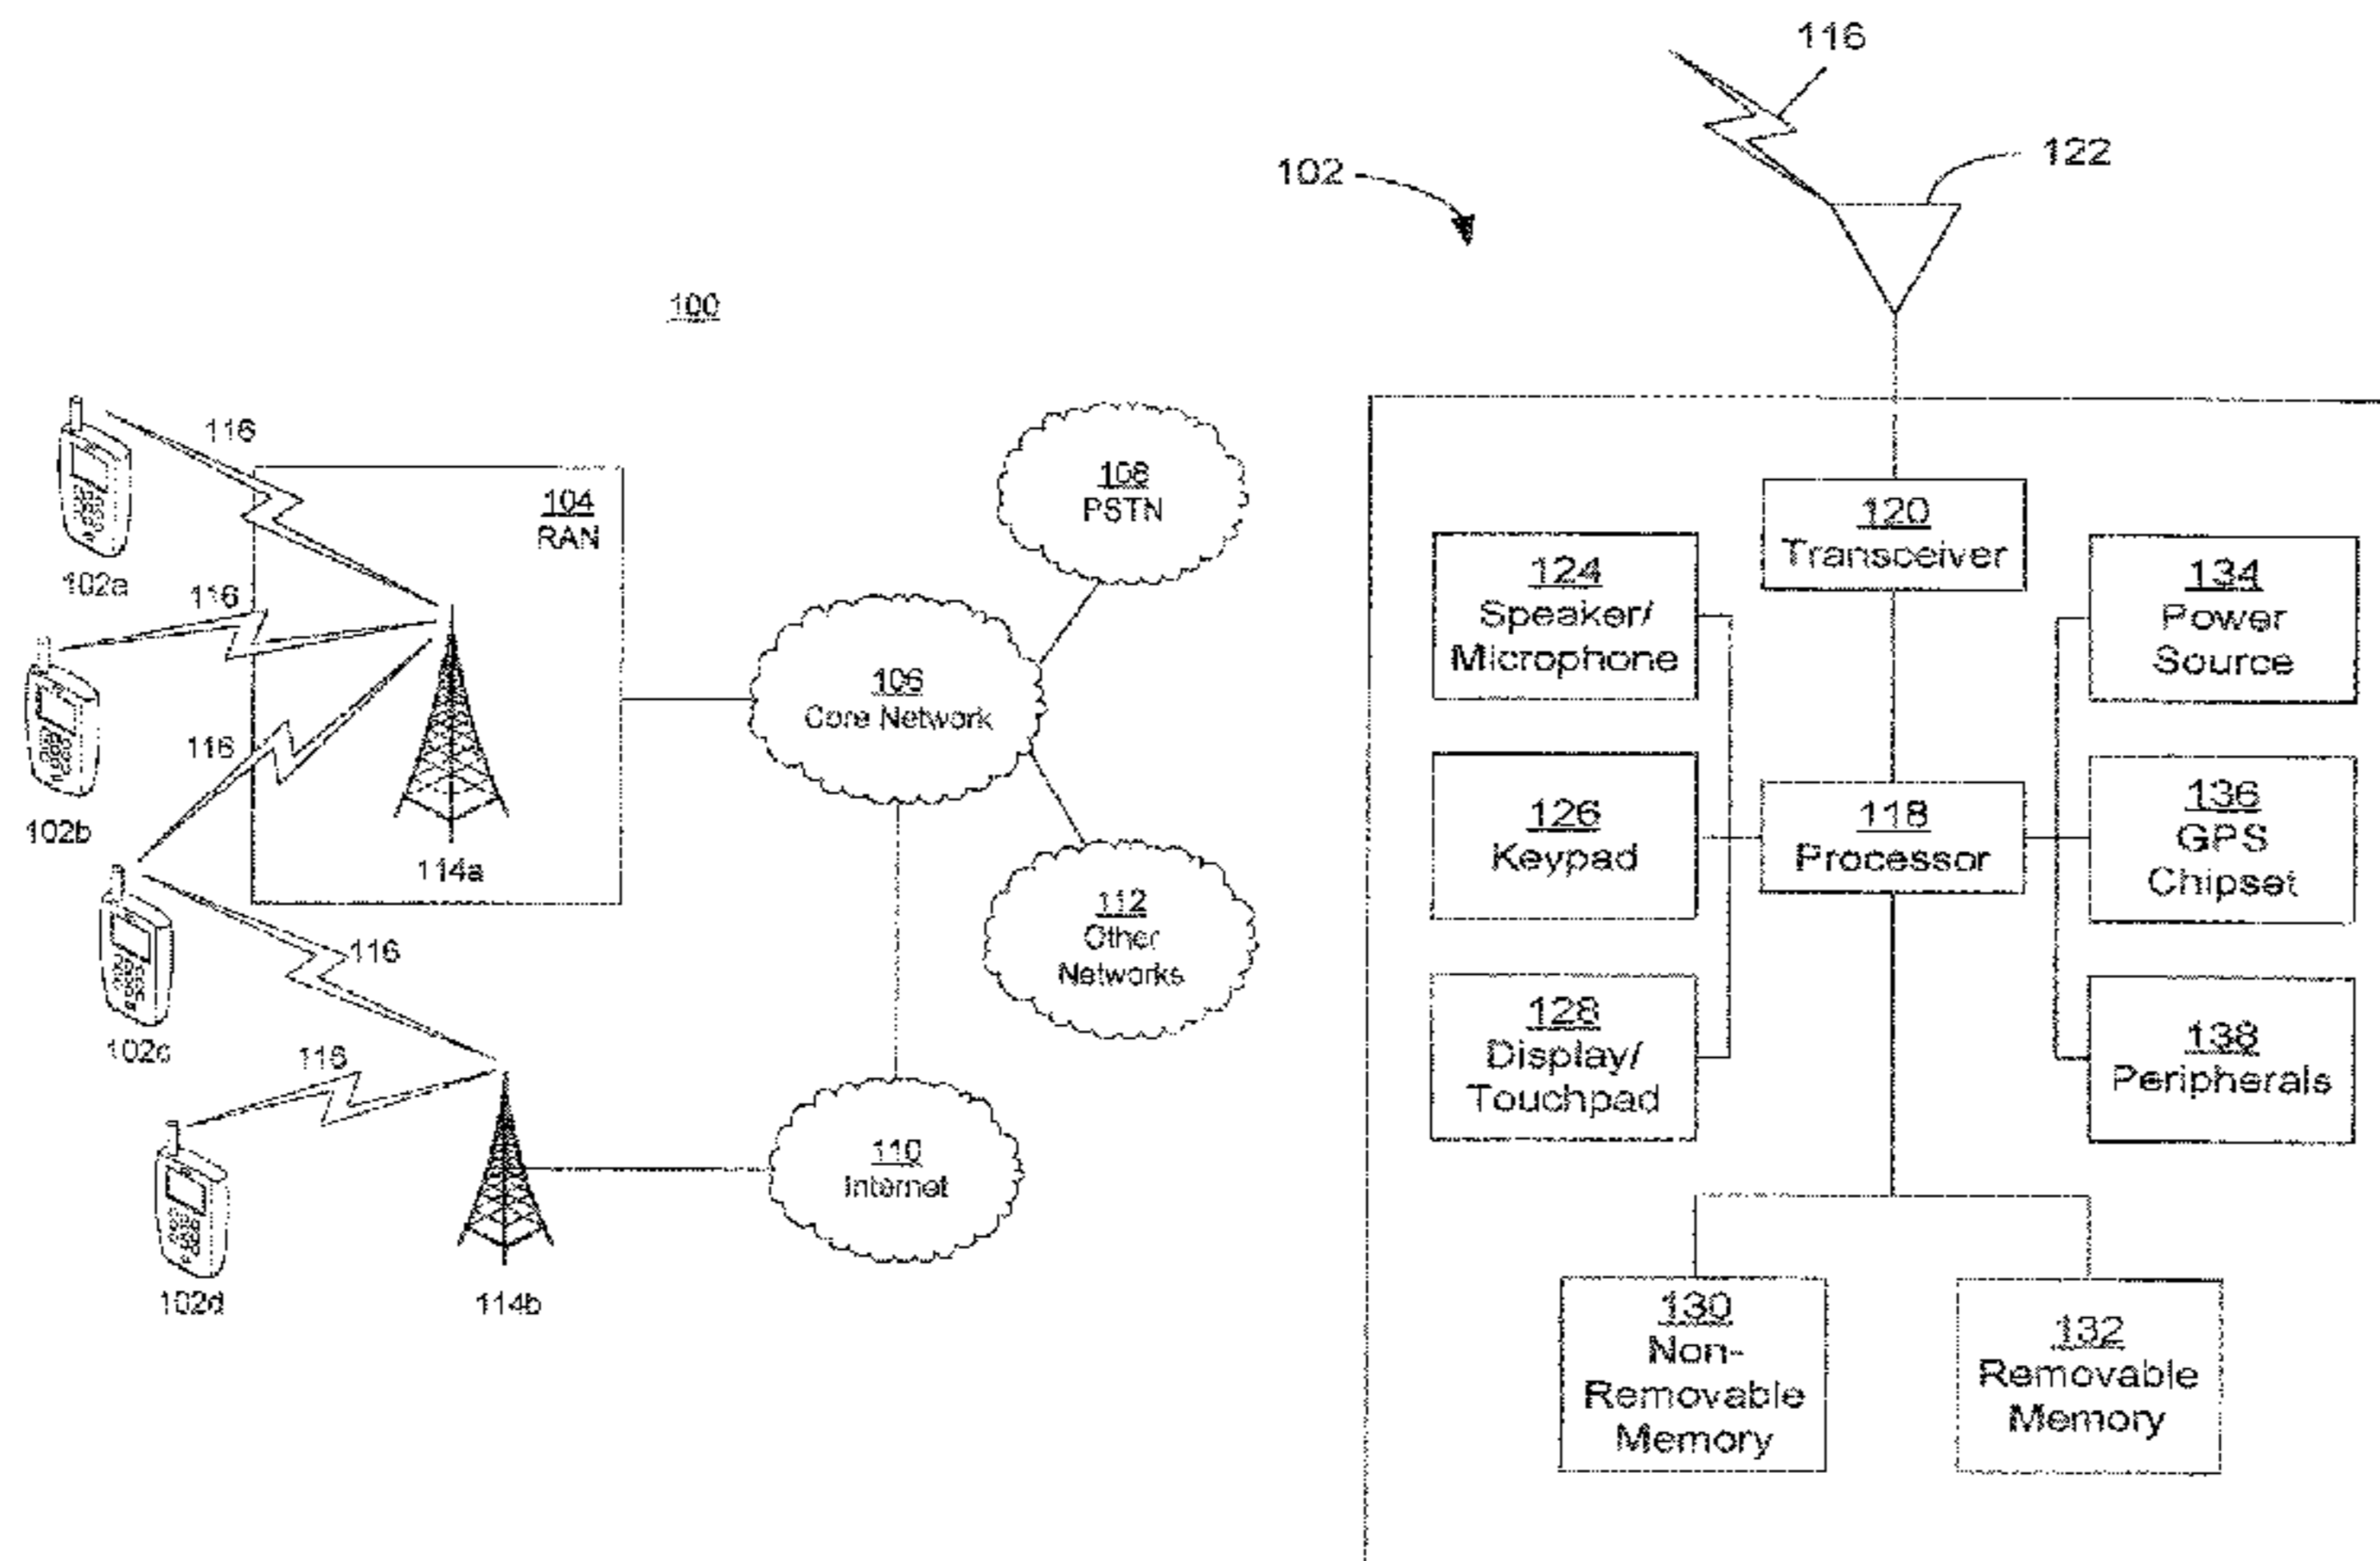 100
116
104
RAN
102a
116
102b
116
114a
102c
116
116
102d
114b
106
Core Network
108
PSTN
112
Other
Networks
110
Internet
116
122
102
120
Transceiver
124
Speaker/
Microphone
134
Power
Source
126
Keypad
118
Processor
136
GPS
Chipset
128
Display/
Touchpad
138
Peripherals
130
Non-
Removable
Memory
132
Removable
Memory